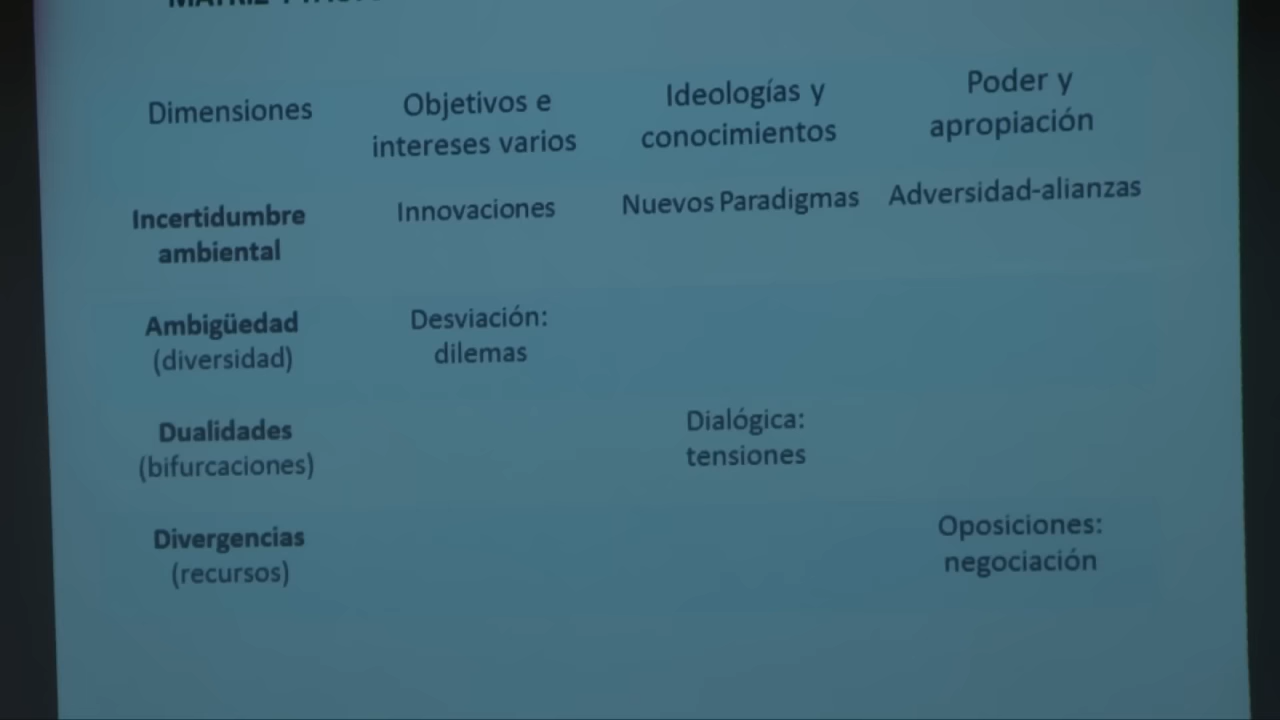 Dimensiones
Objetivos e
intereses varios
Ideologías y
conocimientos
Poder y
apropiación
Incertidumbre
ambiental
Innovaciones
Nuevos Paradigmas
Adversidad-alianzas
Ambigüedad
(diversidad)
Desviación:
dilemas
Dualidades
(bifurcaciones)
Dialógica:
tensiones
Divergencias
(recursos)
Oposiciones:
negociación